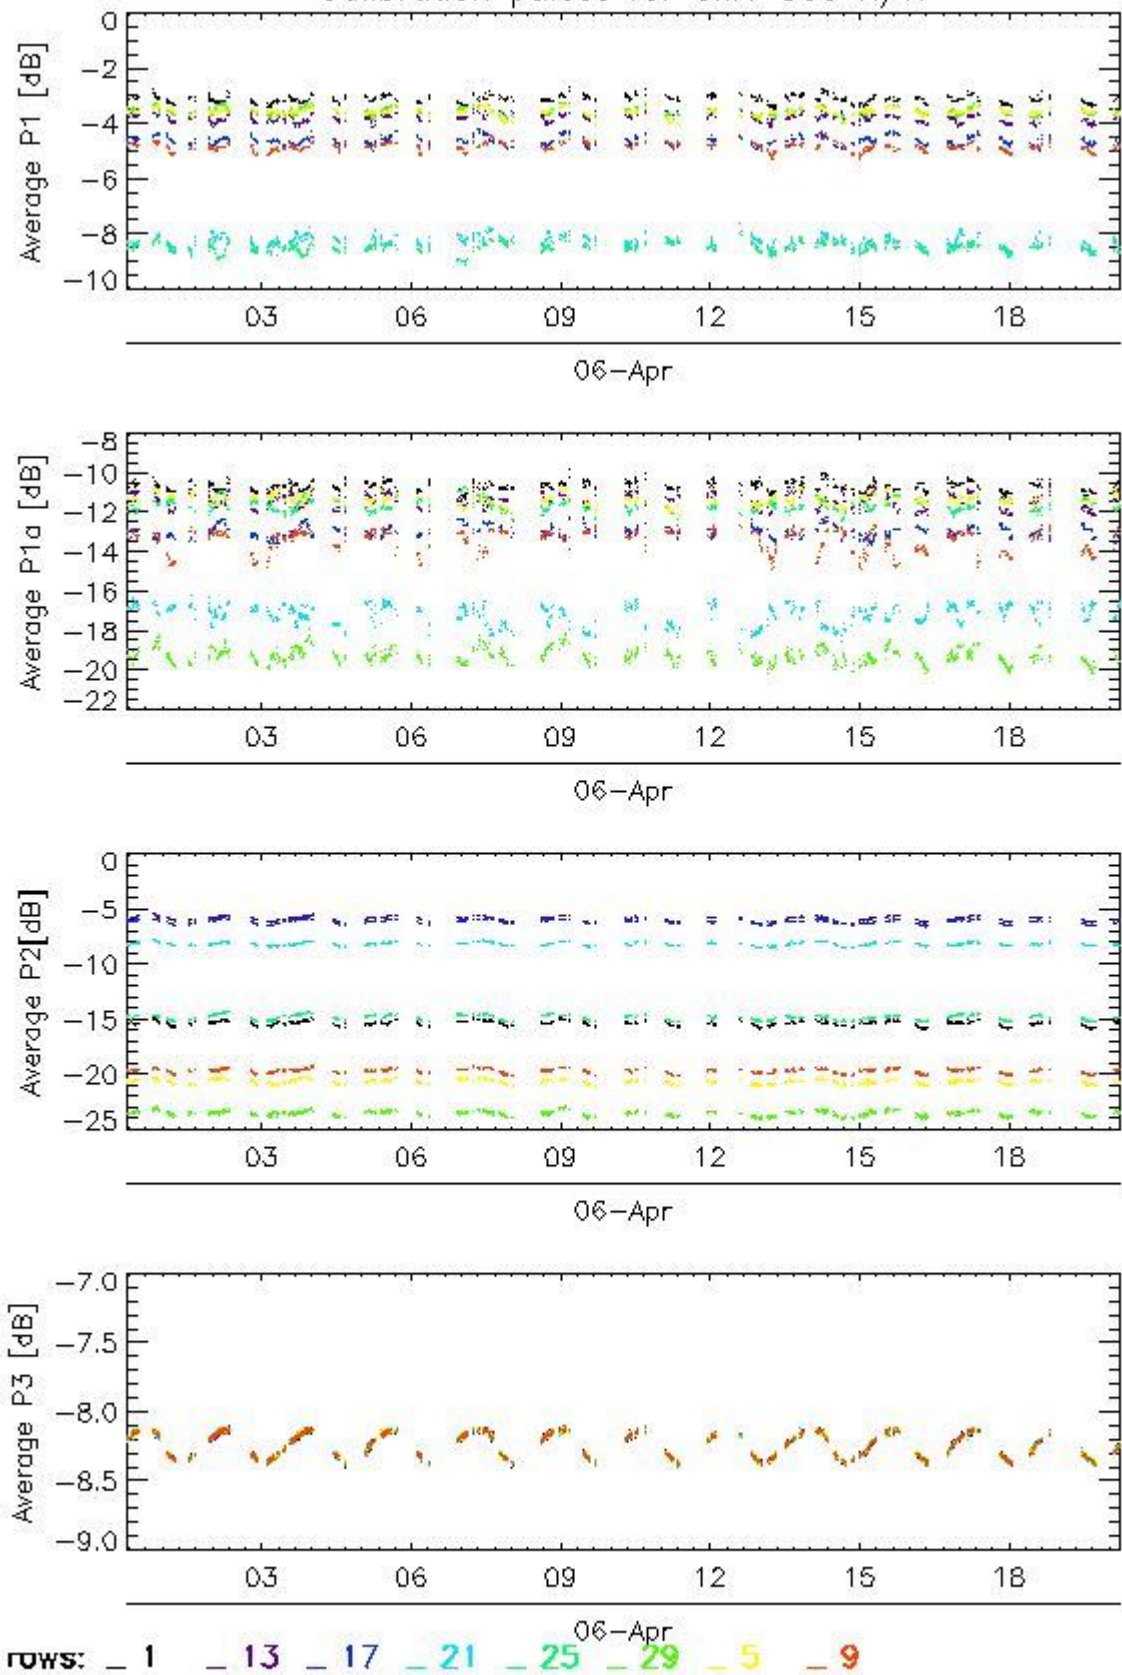 0
-2
-4
-6
-8
-10
Average P1 [dB]
03 06 09 12 15 18
06-Apr
-8
-10
-12
-14
-16
-18
-20
-22
Average P1a [dB]
03 06 09 12 15 18
06-Apr
0
-5
-10
-15
-20
-25
Average P2[dB]
03 06 09 12 15 18
06-Apr
-7.0
-7.5
-8.0
-8.5
-9.0
Average P3 [dB]
03 06 09 12 15 18
06-Apr
rows: _ 1 _ 13 _ 17 _ 21 _ 25 _ 29 _ 5 _ 9